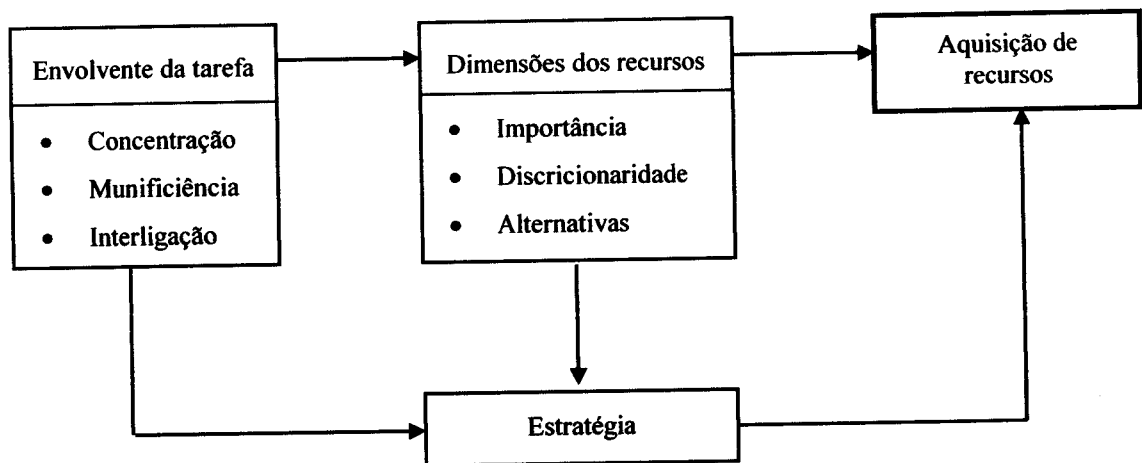 Envolvente da tarefa
• Concentração
• Munificiência
• Interligação
Dimensões dos recursos
• Importância
• Discricionaridade
• Alternativas
Aquisição de
recursos
Estratégia